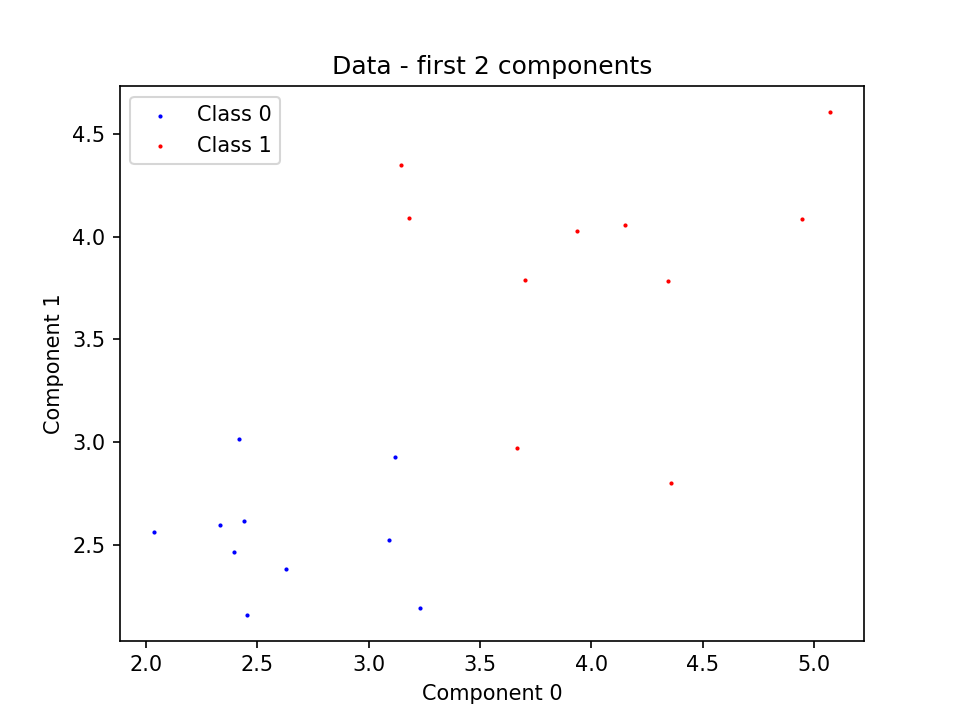 Data - first 2 components
Class 0
Class 1
4.5
4.0
3.5
3.0
2.5
Component 1
2.0 2.5 3.0 3.5 4.0 4.5 5.0
Component 0